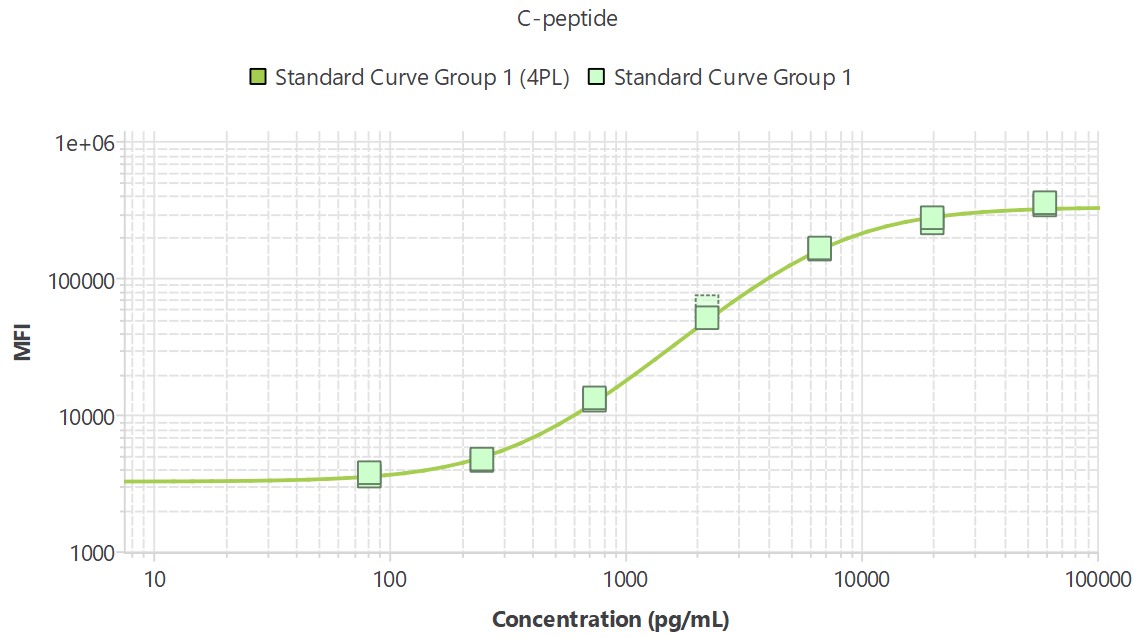 C-peptide
Standard Curve Group 1 (4PL) Standard Curve Group 1
1e+06
100000
10000
1000
MFI
10 100 1000 10000 100000
Concentration (pg/mL)